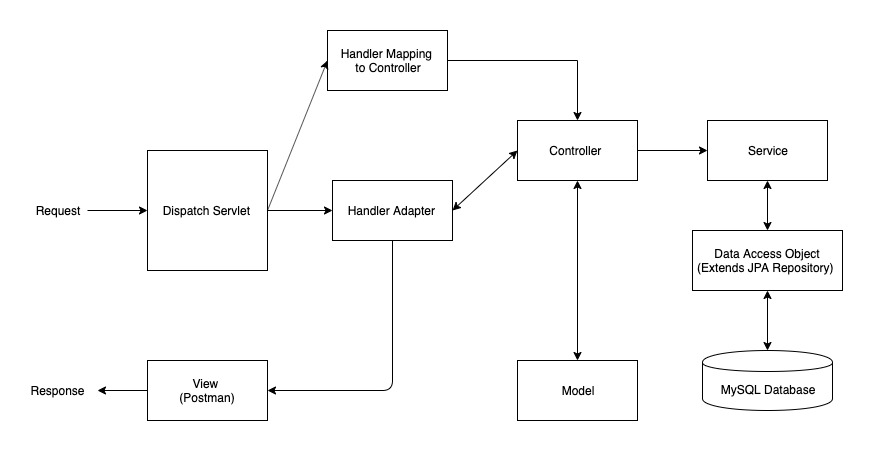 Handler Mapping
to Controller
Controller
Service
Request
Dispatch Servlet
Handler Adapter
Data Access Object
(Extends JPA Repository)
Response
View
(Postman)
Model
MySQL Database